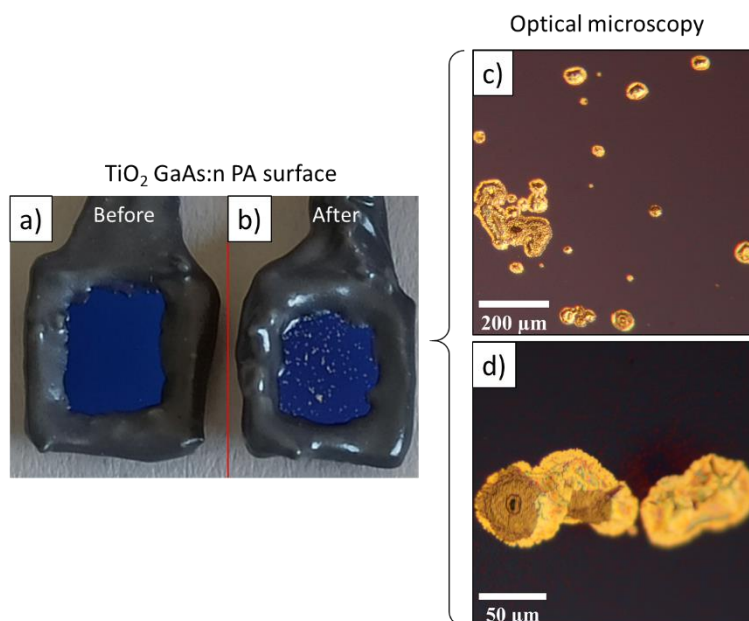 Optical microscopy
TiO₂ GaAs:n PA surface
a)
Before
b)
After
c)
200 µm
d)
50 µm